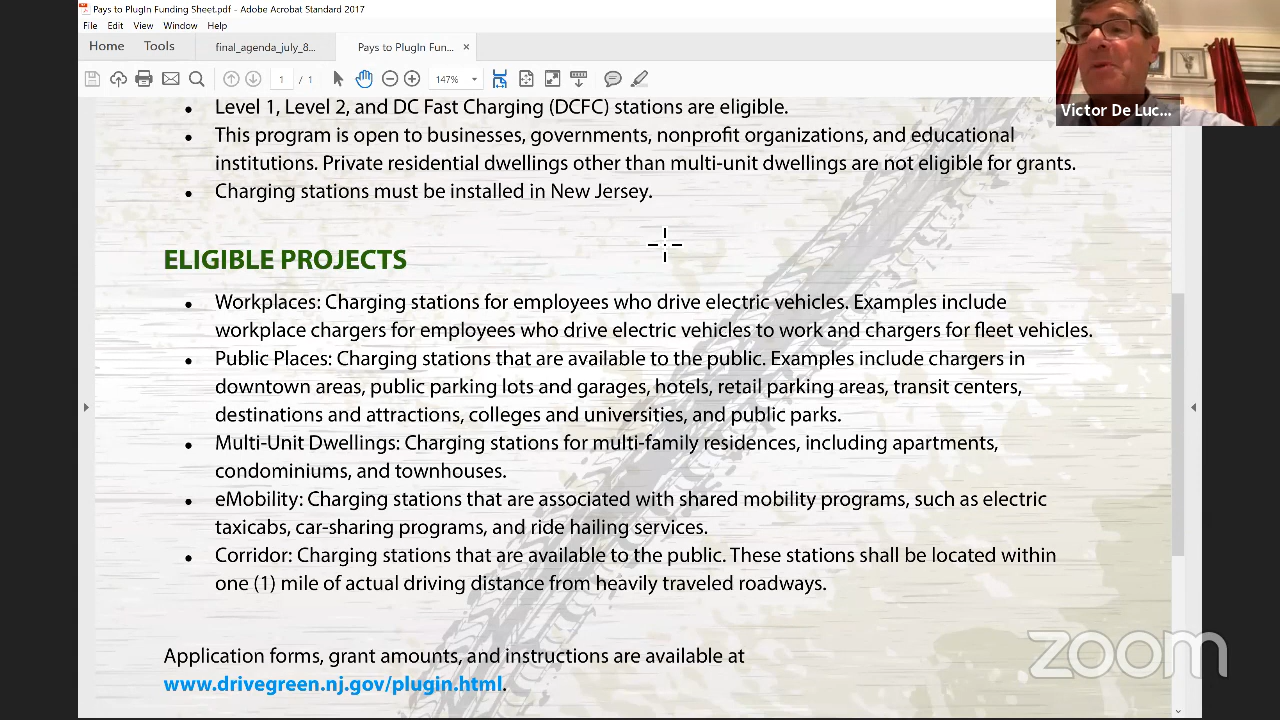 Pays to PlugIn Funding Sheet.pdf - Adobe Acrobat Standard 2017
File Edit View Window Help
Home Tools final_agenda_july_8... Pays to PlugIn Fun... ×
1 / 1 147%
Victor De Luc...
Level 1, Level 2, and DC Fast Charging (DCFC) stations are eligible.
This program is open to businesses, governments, nonprofit organizations, and educational
institutions. Private residential dwellings other than multi-unit dwellings are not eligible for grants.
Charging stations must be installed in New Jersey.
ELIGIBLE PROJECTS
Workplaces: Charging stations for employees who drive electric vehicles. Examples include
workplace chargers for employees who drive electric vehicles to work and chargers for fleet vehicles.
Public Places: Charging stations that are available to the public. Examples include chargers in
downtown areas, public parking lots and garages, hotels, retail parking areas, transit centers,
destinations and attractions, colleges and universities, and public parks.
Multi-Unit Dwellings: Charging stations for multi-family residences, including apartments,
condominiums, and townhouses.
eMobility: Charging stations that are associated with shared mobility programs, such as electric
taxicabs, car-sharing programs, and ride hailing services.
Corridor: Charging stations that are available to the public. These stations shall be located within
one (1) mile of actual driving distance from heavily traveled roadways.
Application forms, grant amounts, and instructions are available at
www.drivegreen.nj.gov/plugin.html.
zoom